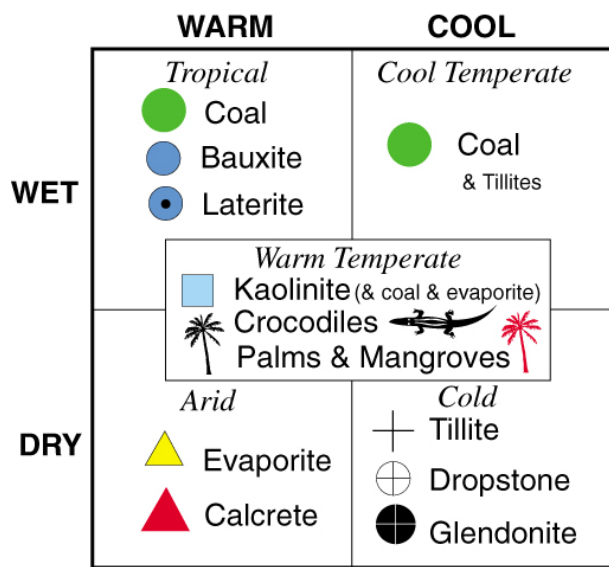 WARM
COOL
WET
Tropical
Coal
Bauxite
Laterite
Cool Temperate
Coal
& Tillites
Warm Temperate
Kaolinite (& coal & evaporite)
Crocodiles
Palms & Mangroves
DRY
Arid
Evaporite
Calcrete
Cold
Tillite
Dropstone
Glendonite